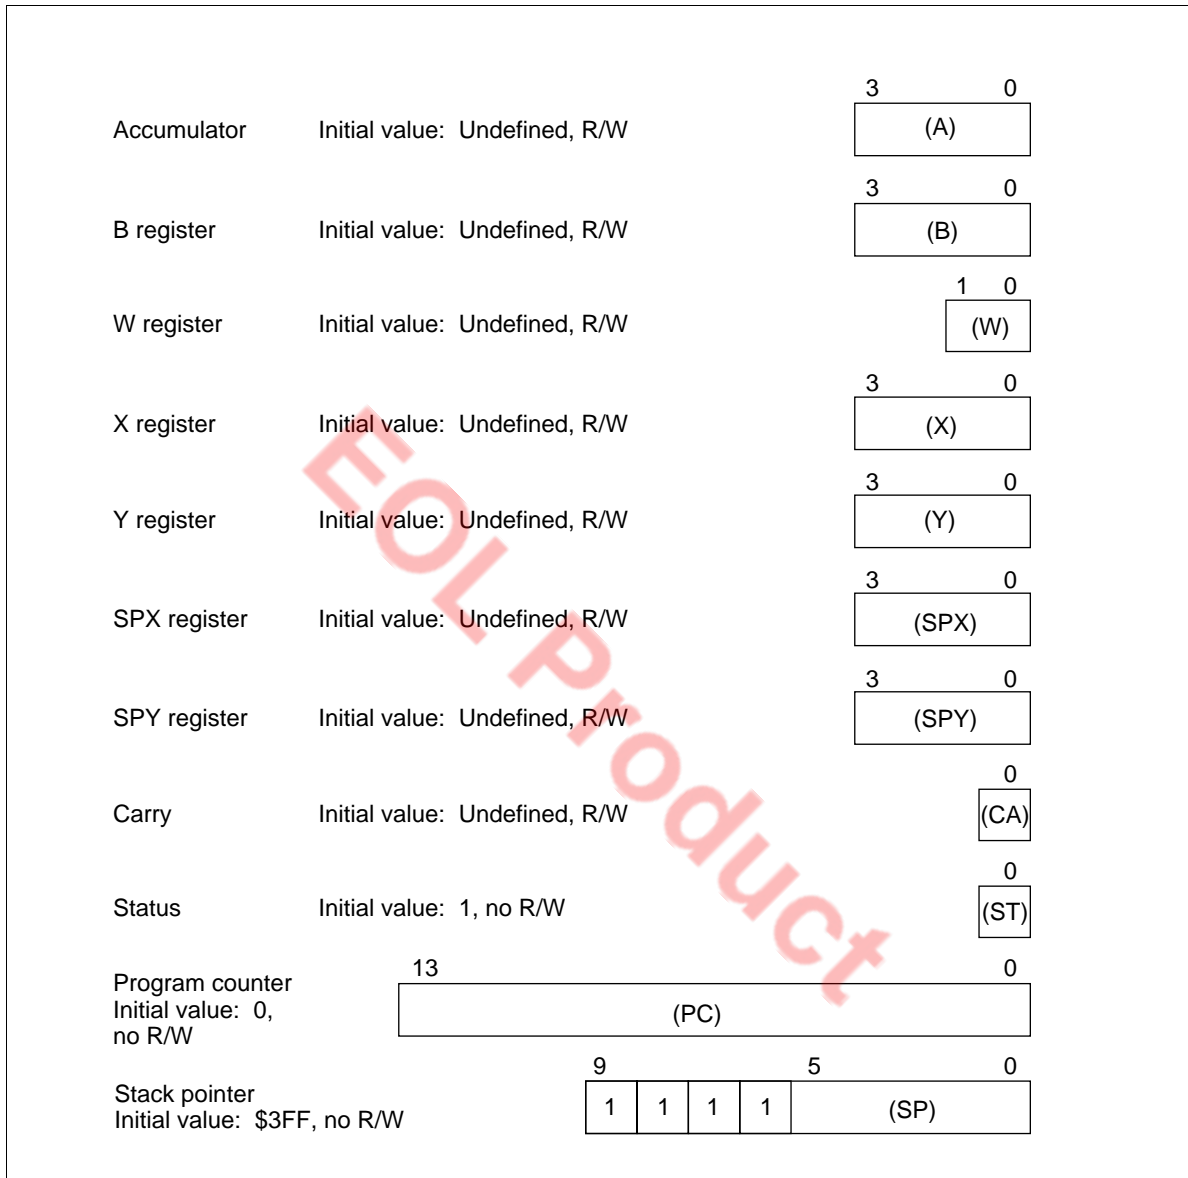 3 0
Accumulator Initial value: Undefined, R/W (A)
3 0
B register Initial value: Undefined, R/W (B)
1 0
W register Initial value: Undefined, R/W (W)
3 0
X register Initial value: Undefined, R/W (X)
3 0
Y register Initial value: Undefined, R/W (Y)
3 0
SPX register Initial value: Undefined, R/W (SPX)
3 0
SPY register Initial value: Undefined, R/W (SPY)
0
Carry Initial value: Undefined, R/W (CA)
0
Status Initial value: 1, no R/W (ST)
13 0
Program counter
Initial value: 0, (PC)
no R/W
9 5 0
Stack pointer 1 1 1 1 (SP)
Initial value: $3FF, no R/W
EOL Product